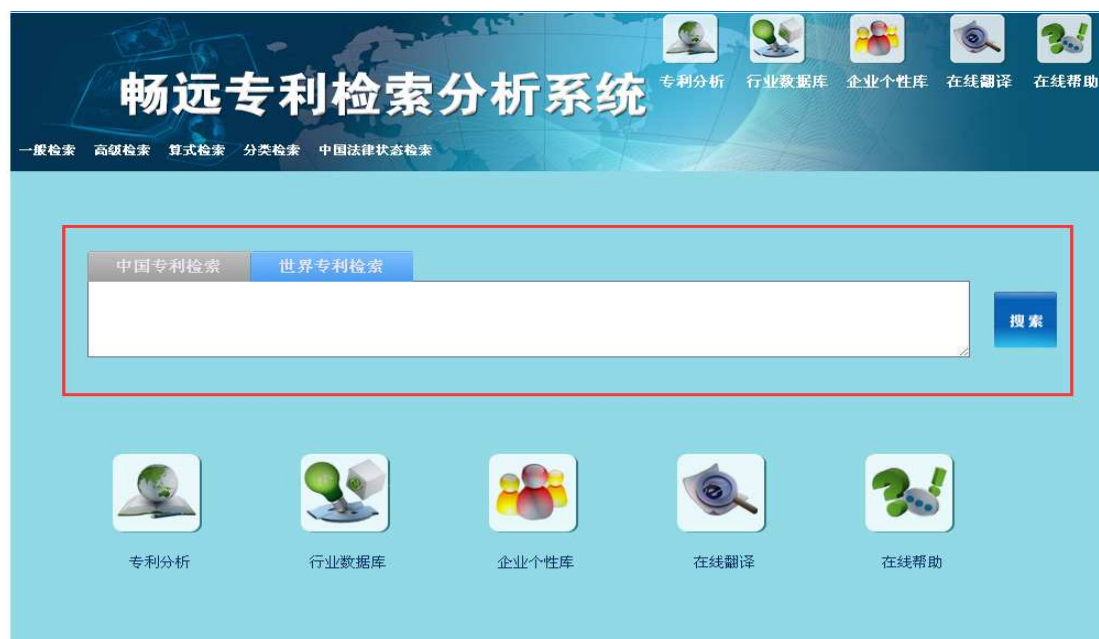 畅远专利检索分析系统
专利分析 行业数据库 企业个性库 在线翻译 在线帮助
一般检索 高级检索 算式检索 分类检索 中国法律状态检索
中国专利检索 世界专利检索
搜索
专利分析 行业数据库 企业个性库 在线翻译 在线帮助